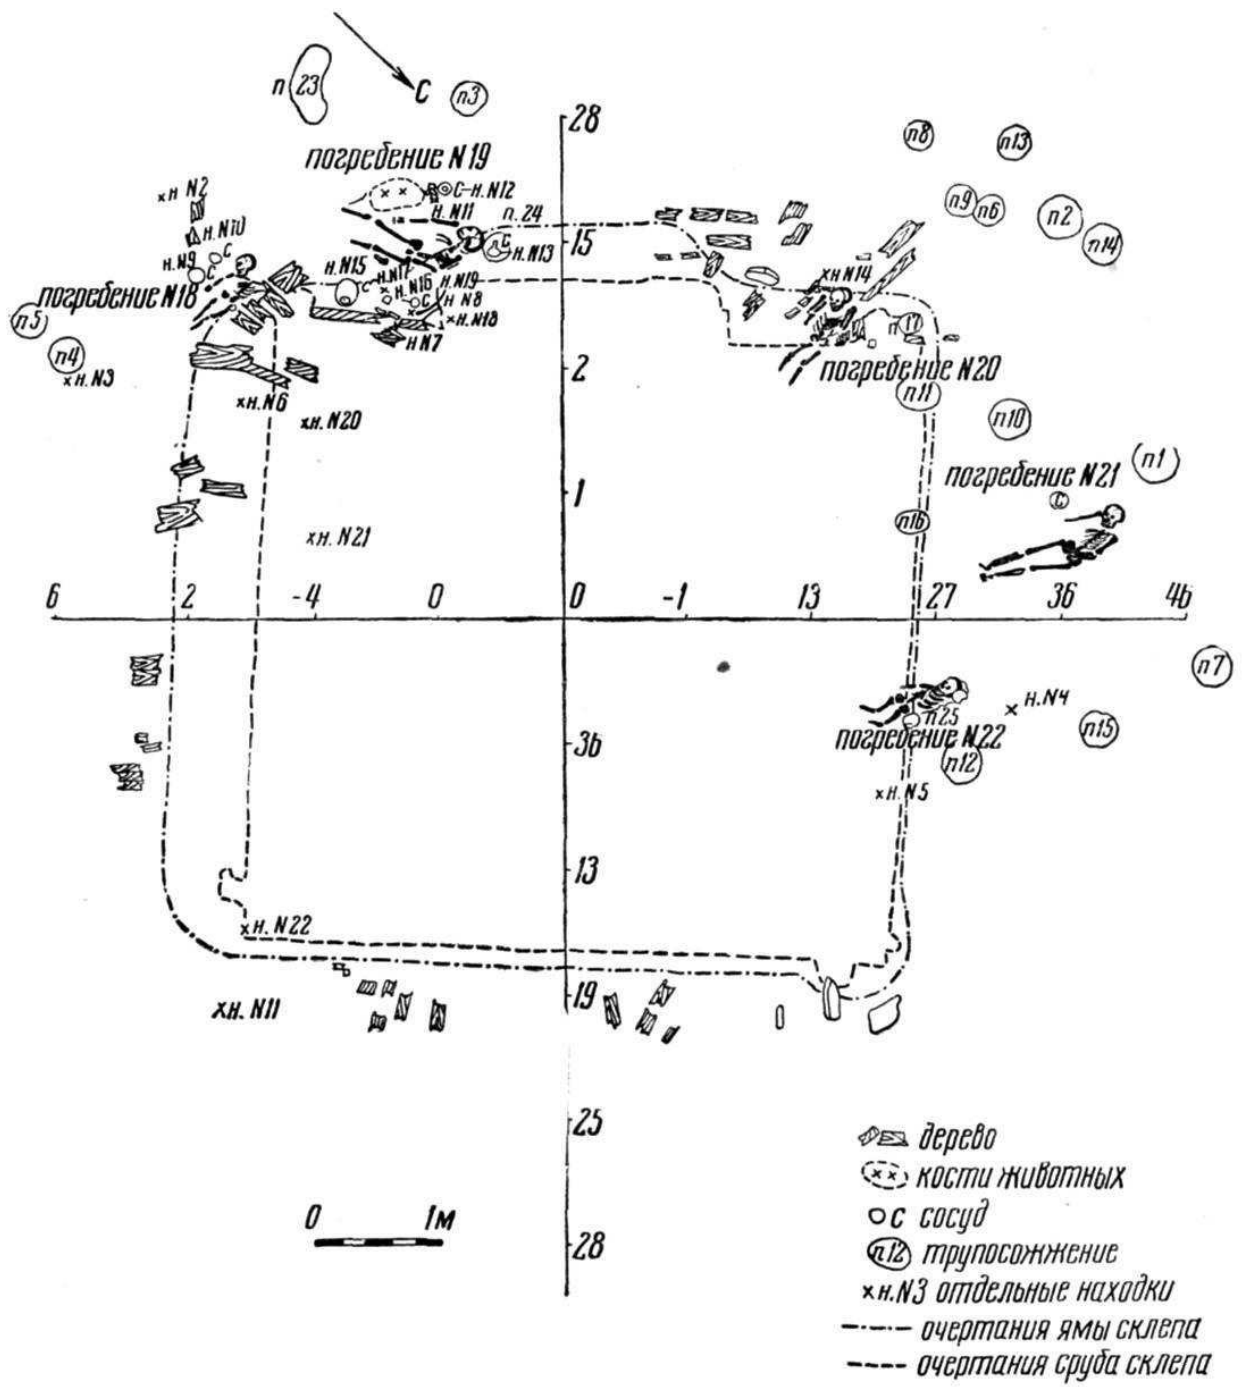 п 23
С
п3
28
п8
п13
погребение N19
п9
п6
п2
п14
×н N2
С-н.N12
н.N10
н.N11
п.24
С
н.N13
15
н.N9
С
С
н.N15
н.N17
н.N19
×н N14
погребение N18
С
н.N16
С
н N8
×н.N18
п 17
п5
п4
н N7
погребение N20
×н.N3
2
п11
×н.N6
×н.N20
п10
п1
погребение N21
С
1
п16
×н.N21
6
2
-4
0
0
-1
13
27
36
46
п7
×н.N4
п25
п15
погребение N22
3б
п12
×н.N5
13
×н.N22
19
×н.N11
25
дерево
кости животных
С сосуд
0 1м
28
п12 трупосожжение
×н.N3 отдельные находки
очертания ямы склепа
очертания сруба склепа